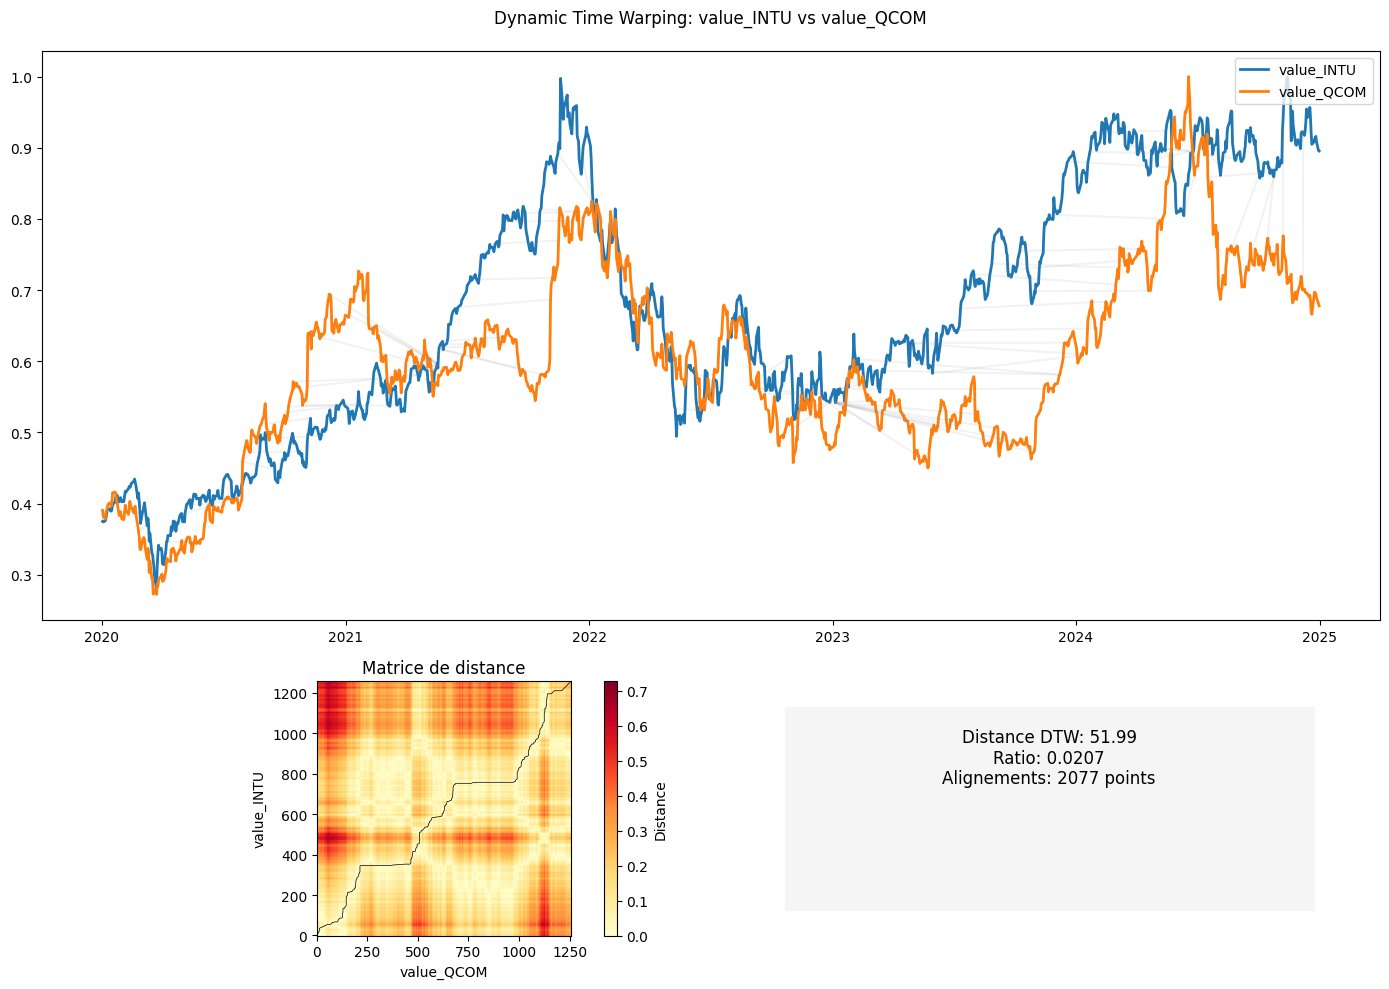 Dynamic Time Warping: value_INTU vs value_QCOM
value_INTU
value_QCOM
1.0
0.9
0.8
0.7
0.6
0.5
0.4
0.3
2020 2021 2022 2023 2024 2025
Matrice de distance
value_INTU
1200
1000
800
600
400
200
0
0 250 500 750 1000 1250
value_QCOM
0.7
0.6
0.5
0.4
0.3
0.2
0.1
0.0
Distance
Distance DTW: 51.99
Ratio: 0.0207
Alignements: 2077 points